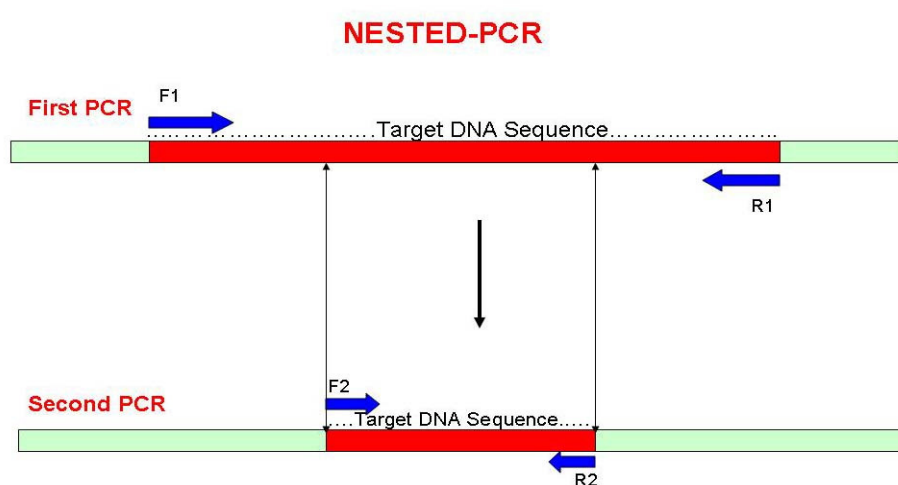 NESTED-PCR
F1
First PCR
…………………………Target DNA Sequence……………………
R1
F2
Second PCR
….Target DNA Sequence…..
R2